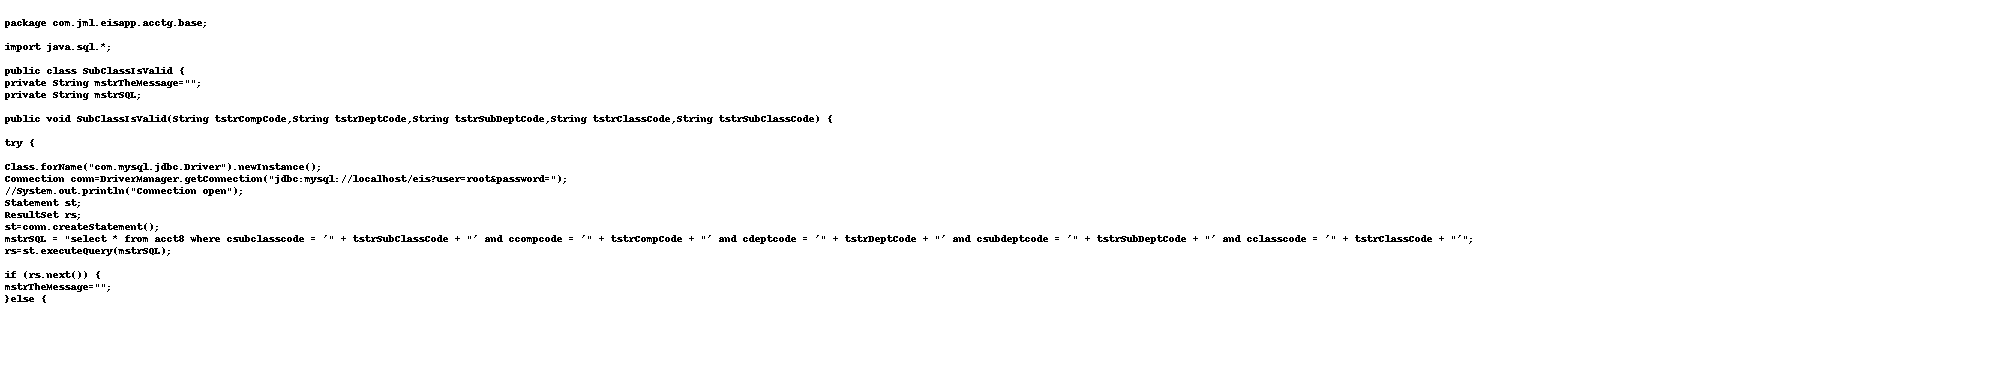 package com.jml.eisapp.acctg.base;
import java.sql.*;
public class SubClassIsValid {
private String mstrTheMessage="";
private String mstrSQL;
public void SubClassIsValid(String tstrCompCode,String tstrDeptCode,String tstrSubDeptCode,String tstrClassCode,String tstrSubClassCode) {
try {
Class.forName("com.mysql.jdbc.Driver").newInstance();
Connection conn=DriverManager.getConnection("jdbc:mysql://localhost/eis?user=root&password=");
//System.out.println("Connection open");
Statement st;
ResultSet rs;
st=conn.createStatement();
mstrSQL = "select * from acct8 where csubclasscode = '" + tstrSubClassCode + "' and ccompcode = '" + tstrCompCode + "' and cdeptcode = '" + tstrDeptCode + "' and csubdeptcode = '" + tstrSubDeptCode + "' and cclasscode = '" + tstrClassCode + "'";
rs=st.executeQuery(mstrSQL);
if (rs.next()) {
mstrTheMessage="";
}else {